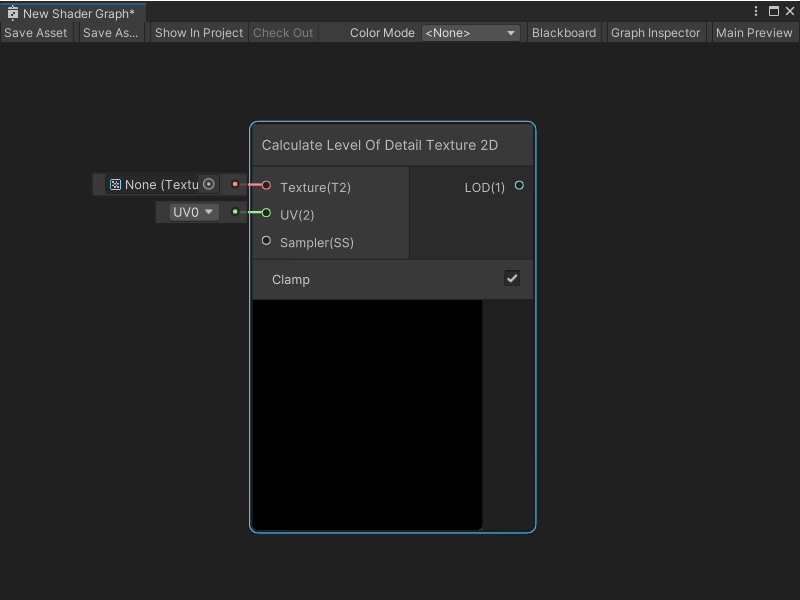 New Shader Graph*
Save Asset Save As... Show In Project Check Out Color Mode <None> Blackboard Graph Inspector Main Preview
Calculate Level Of Detail Texture 2D
None (Textu Texture(T2) LOD(1)
UV0 UV(2)
Sampler(SS)
Clamp